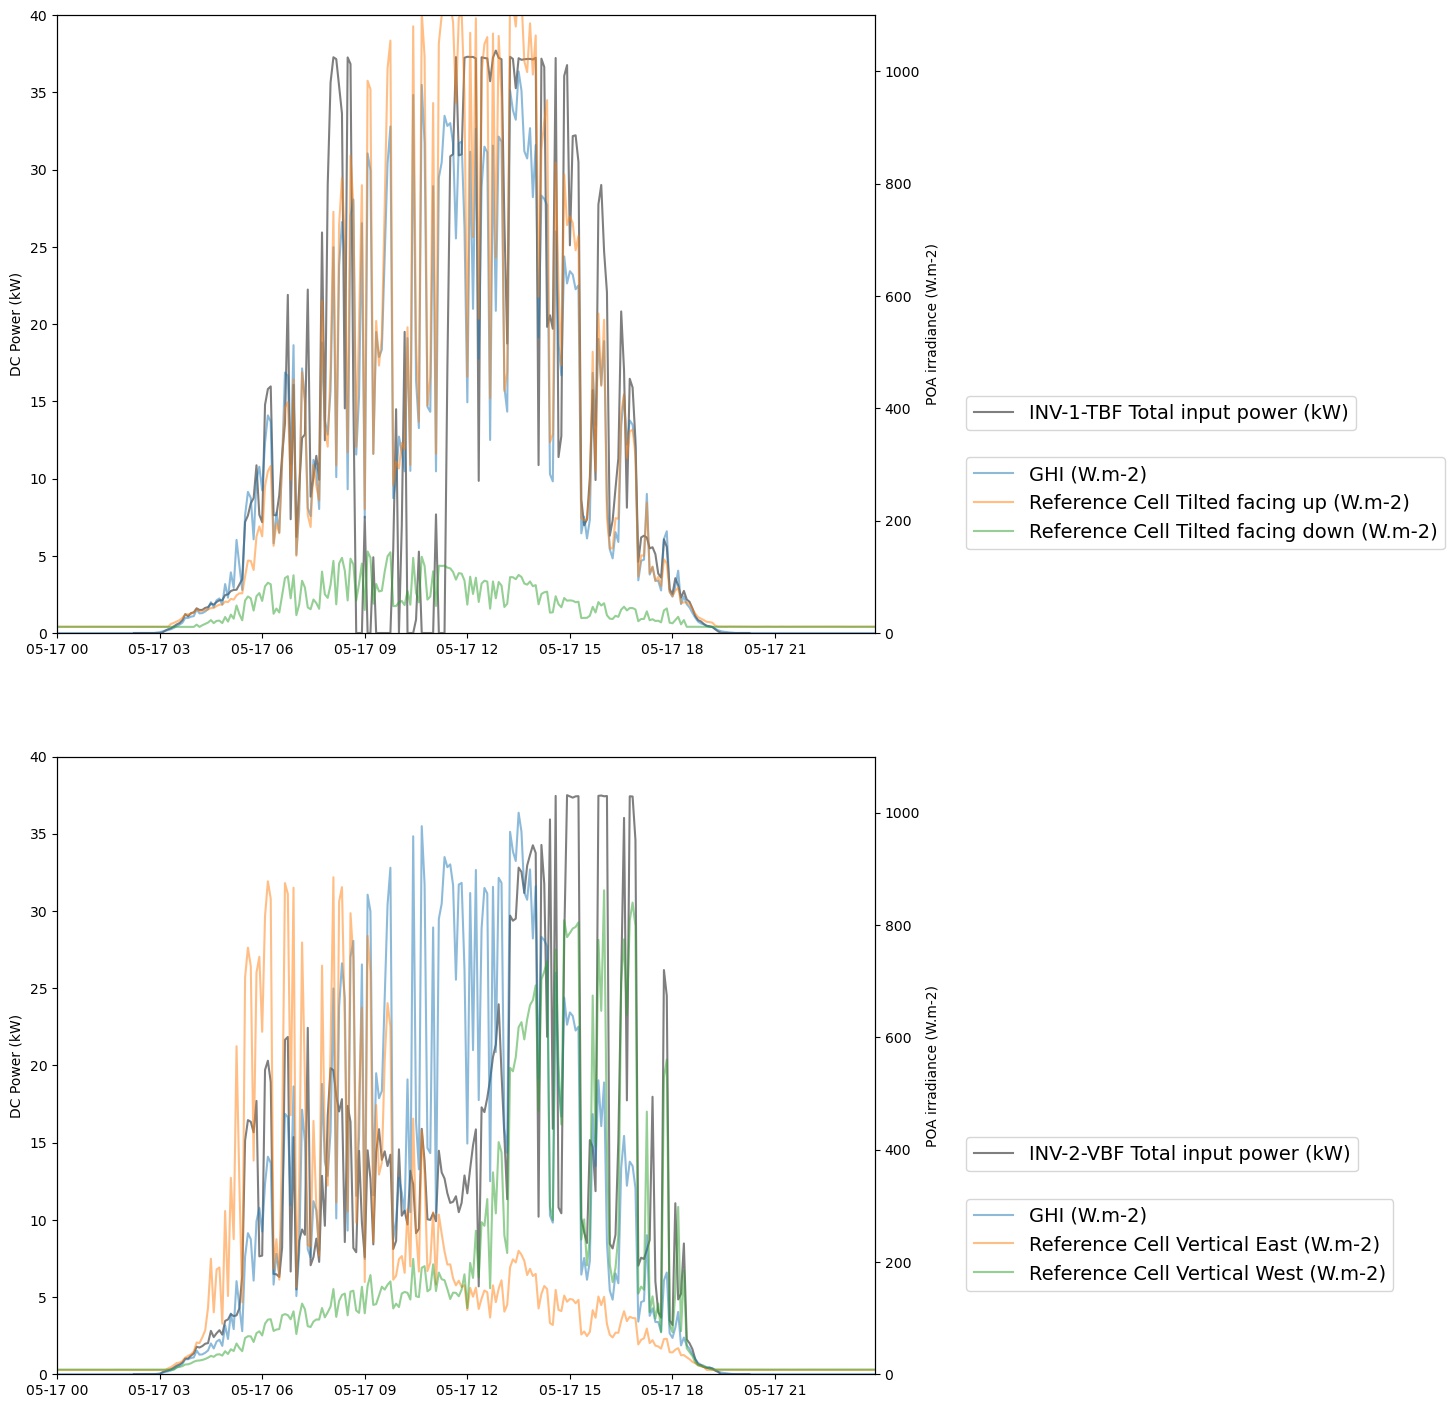 40
35
30
25
20
15
10
5
0
DC Power (kW)
1000
800
600
400
200
0
POA irradiance (W.m-2)
05-17 00 05-17 03 05-17 06 05-17 09 05-17 12 05-17 15 05-17 18 05-17 21
INV-1-TBF Total input power (kW)
GHI (W.m-2)
Reference Cell Tilted facing up (W.m-2)
Reference Cell Tilted facing down (W.m-2)
40
35
30
25
20
15
10
5
0
DC Power (kW)
1000
800
600
400
200
0
POA irradiance (W.m-2)
05-17 00 05-17 03 05-17 06 05-17 09 05-17 12 05-17 15 05-17 18 05-17 21
INV-2-VBF Total input power (kW)
GHI (W.m-2)
Reference Cell Vertical East (W.m-2)
Reference Cell Vertical West (W.m-2)